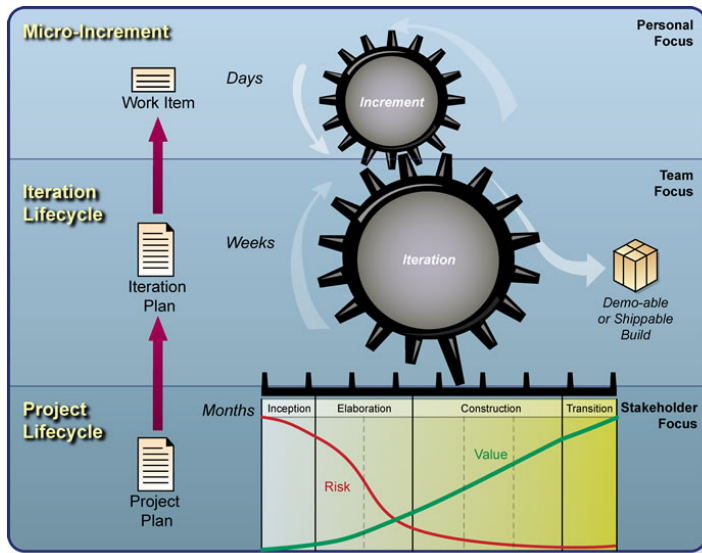 Micro-Increment
Personal
Focus
Days
Work Item
Increment
Iteration
Lifecycle
Team
Focus
Weeks
Iteration
Iteration
Plan
Demo-able
or Shippable
Build
Project
Lifecycle
Months
Inception
Elaboration
Construction
Transition
Stakeholder
Focus
Value
Risk
Project
Plan